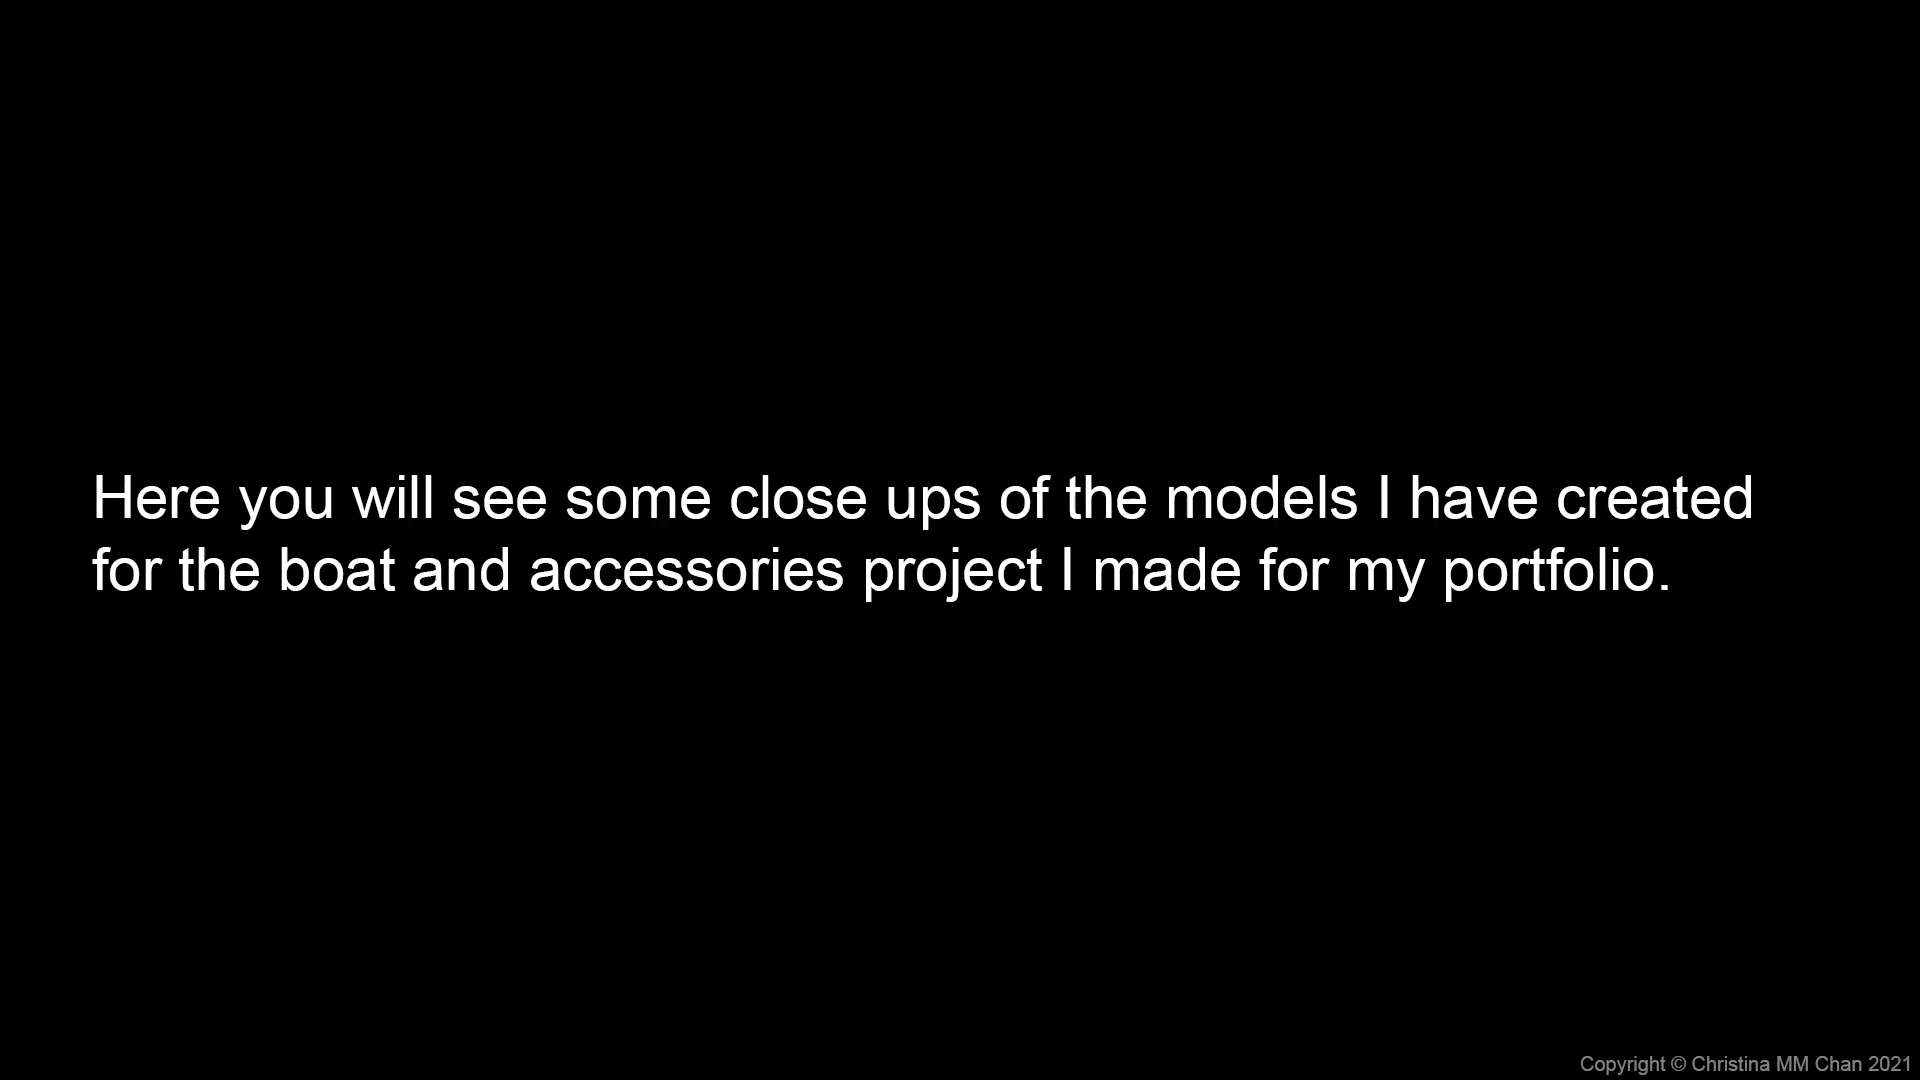 Here you will see some close ups of the models I have created
for the boat and accessories project I made for my portfolio.
Copyright © Christina MM Chan 2021